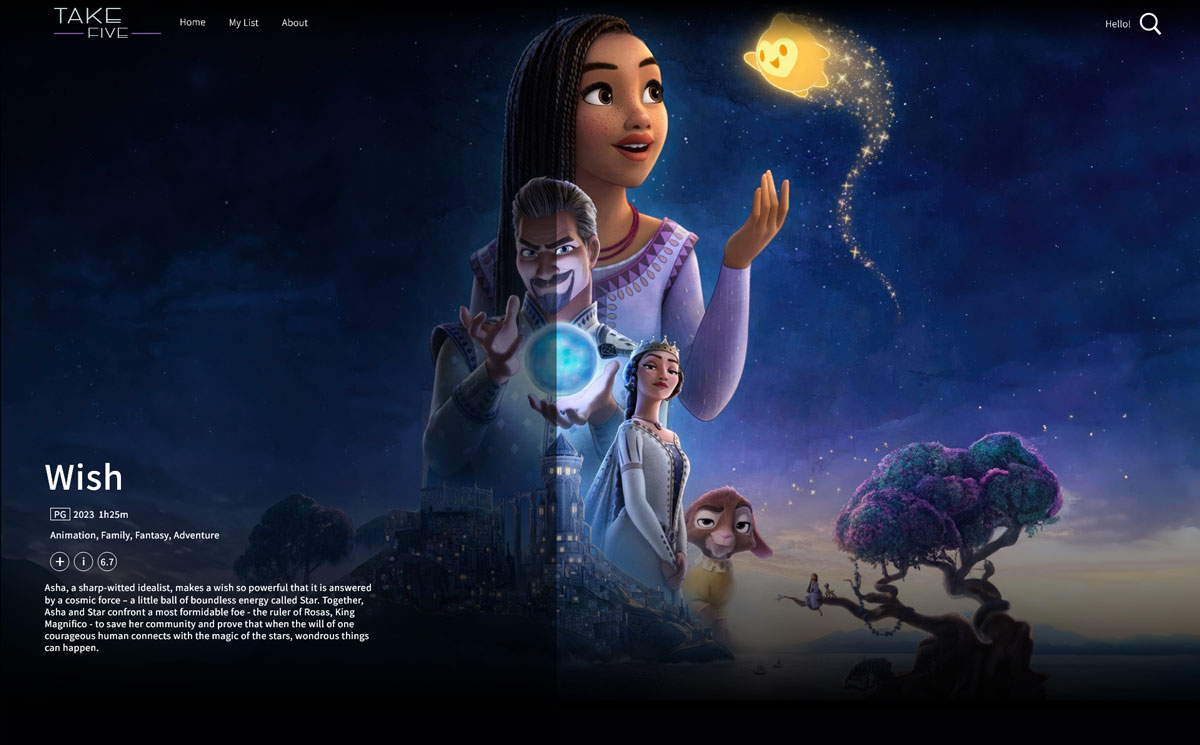 TAKE
FIVE
Home My List About
Hello!
Wish
PG 2023 1h25m
Animation, Family, Fantasy, Adventure
+ i 6.7
Asha, a sharp-witted idealist, makes a wish so powerful that it is answered
by a cosmic force – a little ball of boundless energy called Star. Together,
Asha and Star confront a most formidable foe - the ruler of Rosas, King
Magnifico - to save her community and prove that when the will of one
courageous human connects with the magic of the stars, wondrous things
can happen.